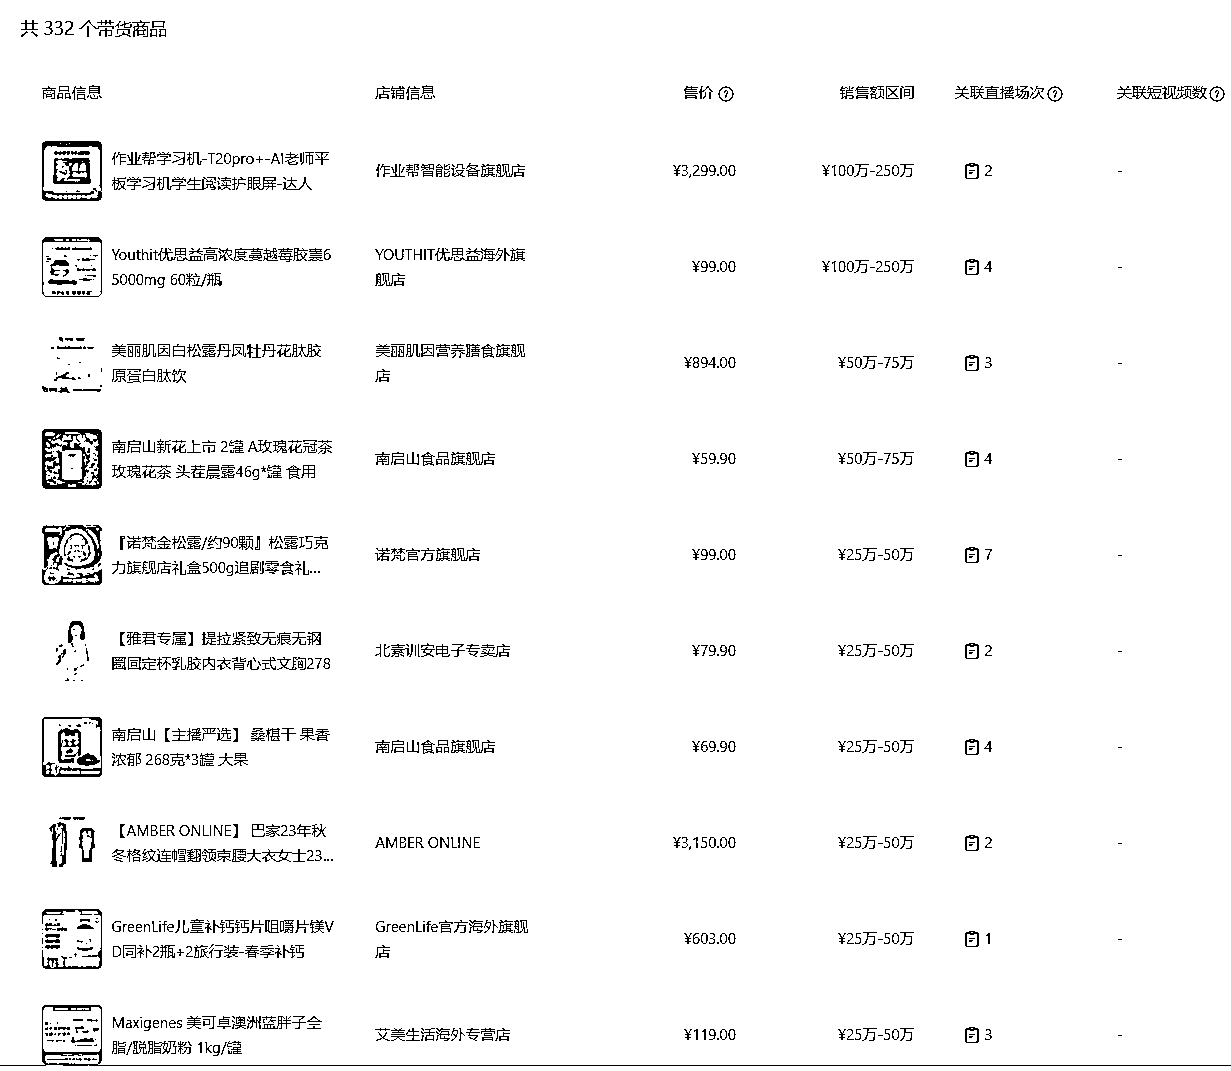 共 332 个带货商品
商品信息 店铺信息 售价 销售额区间 关联直播场次 关联短视频数
作业帮学习机-T20pro+-AI老师平
板学习机学生阅读护眼屏-达人
作业帮智能设备旗舰店 ¥3,299.00 ¥100万-250万 2 -
Youthit优思益高浓度蔓越莓胶囊6
5000mg 60粒/瓶
YOUTHIT优思益海外旗
舰店
¥99.00 ¥100万-250万 4 -
美丽肌因白松露丹凤牡丹花肽胶
原蛋白肽饮
美丽肌因营养膳食旗舰
店
¥894.00 ¥50万-75万 3 -
南启山新花上市 2罐 A玫瑰花冠茶
玫瑰花茶 头茬晨露46g*罐 食用
南启山食品旗舰店 ¥59.90 ¥50万-75万 4 -
『诺梵金松露/约90颗』松露巧克
力旗舰店礼盒500g追剧零食礼...
诺梵官方旗舰店 ¥99.00 ¥25万-50万 7 -
【雅君专属】提拉紧致无痕无钢
圈固定杯乳胶内衣背心式文胸278
北素训安电子专卖店 ¥79.90 ¥25万-50万 2 -
南启山【主播严选】 桑椹干 果香
浓郁 268克*3罐 大果
南启山食品旗舰店 ¥69.90 ¥25万-50万 4 -
【AMBER ONLINE】 巴家23年秋
冬格纹连帽翻领束腰大衣女士23...
AMBER ONLINE ¥3,150.00 ¥25万-50万 2 -
GreenLife儿童补钙钙片咀嚼片镁V
D同补2瓶+2旅行装-春季补钙
GreenLife官方海外旗舰
店
¥603.00 ¥25万-50万 1 -
Maxigenes 美可卓澳洲蓝胖子全
脂/脱脂奶粉 1kg/罐
艾美生活海外专营店 ¥119.00 ¥25万-50万 3 -